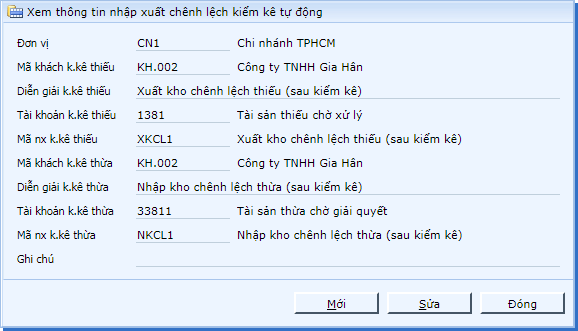 Xem thông tin nhập xuất chênh lệch kiểm kê tự động
Đơn vị CN1 Chi nhánh TPHCM
Mã khách k.kê thiếu KH.002 Công ty TNHH Gia Hân
Diễn giải k.kê thiếu Xuất kho chênh lệch thiếu (sau kiểm kê)
Tài khoản k.kê thiếu 1381 Tài sản thiếu chờ xử lý
Mã nx k.kê thiếu XKCL1 Xuất kho chênh lệch thiếu (sau kiểm kê)
Mã khách k.kê thừa KH.002 Công ty TNHH Gia Hân
Diễn giải k.kê thừa Nhập kho chênh lệch thừa (sau kiểm kê)
Tài khoản k.kê thừa 33811 Tài sản thừa chờ giải quyết
Mã nx k.kê thừa NKCL1 Nhập kho chênh lệch thừa (sau kiểm kê)
Ghi chú
Mới Sửa Đóng